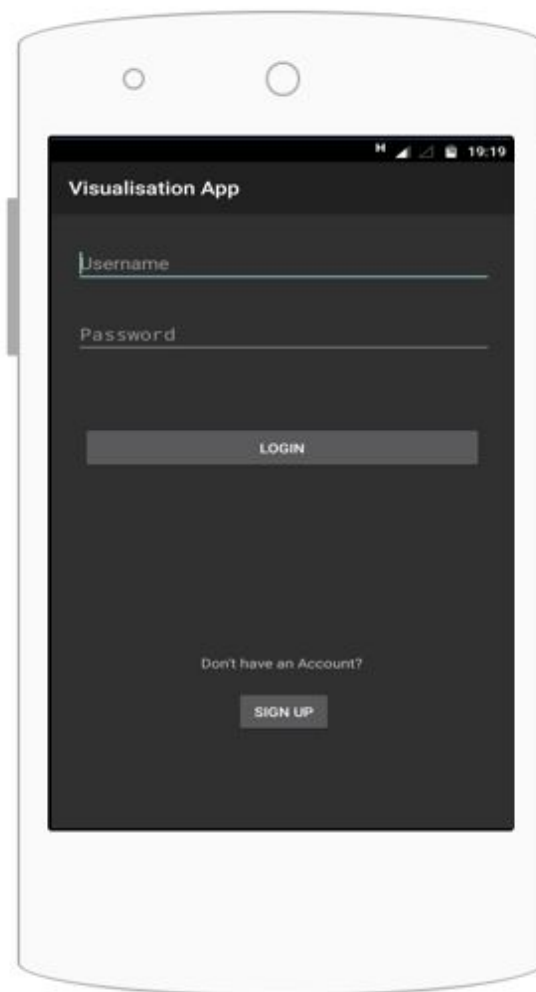 H 19:19
Visualisation App
Username
Password
LOGIN
Don't have an Account?
SIGN UP